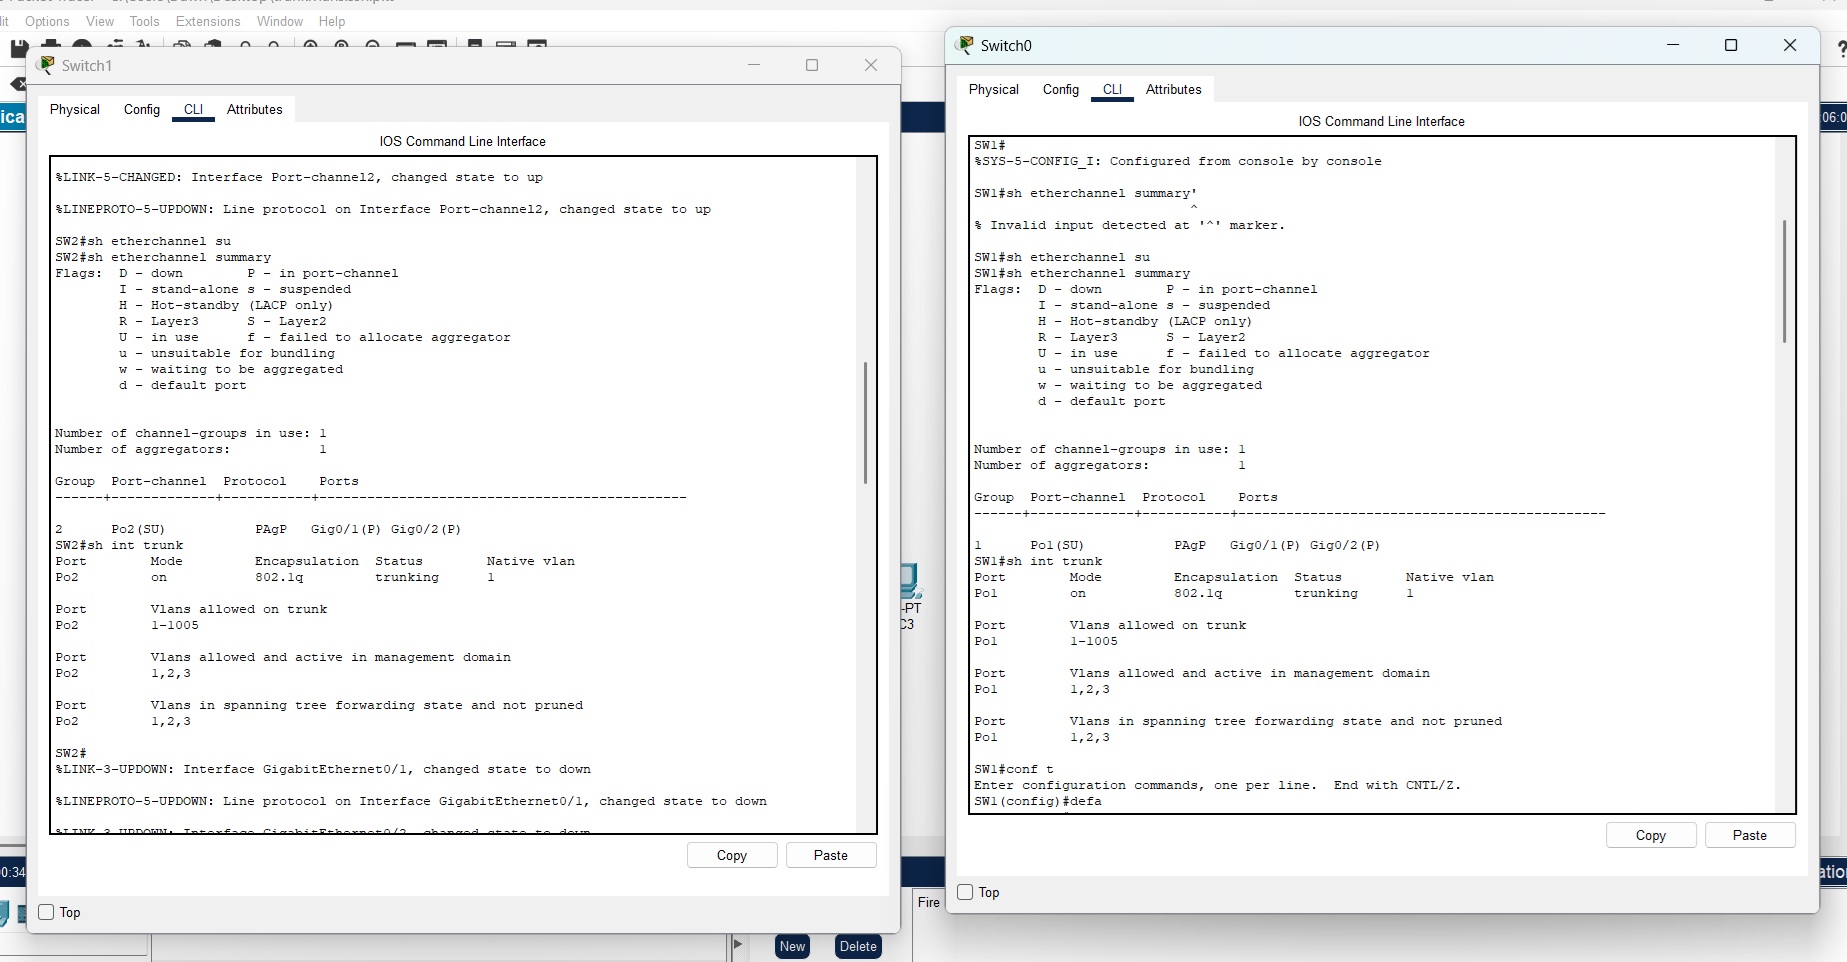 Options View Tools Extensions Window Help
Switch1
Physical Config CLI Attributes
IOS Command Line Interface
%LINK-5-CHANGED: Interface Port-channel2, changed state to up
%LINEPROTO-5-UPDOWN: Line protocol on Interface Port-channel2, changed state to up
SW2#sh etherchannel su
SW2#sh etherchannel summary
Flags:  D - down        P - in port-channel
        I - stand-alone s - suspended
        H - Hot-standby (LACP only)
        R - Layer3      S - Layer2
        U - in use      f - failed to allocate aggregator
        u - unsuitable for bundling
        w - waiting to be aggregated
        d - default port
Number of channel-groups in use: 1
Number of aggregators:           1
Group  Port-channel  Protocol    Ports
------+-------------+-----------+----------------------------------------------
2      Po2(SU)           PAgP   Gig0/1(P) Gig0/2(P)
SW2#sh int trunk
Port        Mode         Encapsulation  Status        Native vlan
Po2         on           802.1q         trunking      1
Port        Vlans allowed on trunk
Po2         1-1005
Port        Vlans allowed and active in management domain
Po2         1,2,3
Port        Vlans in spanning tree forwarding state and not pruned
Po2         1,2,3
SW2#
%LINK-3-UPDOWN: Interface GigabitEthernet0/1, changed state to down
%LINEPROTO-5-UPDOWN: Line protocol on Interface GigabitEthernet0/1, changed state to down
%LINK-3-UPDOWN: Interface GigabitEthernet0/2, changed state to down
Copy Paste
Top
Switch0
Physical Config CLI Attributes
IOS Command Line Interface
SW1#
%SYS-5-CONFIG_I: Configured from console by console
SW1#sh etherchannel summary'
^
% Invalid input detected at '^' marker.
SW1#sh etherchannel su
SW1#sh etherchannel summary
Flags:  D - down        P - in port-channel
        I - stand-alone s - suspended
        H - Hot-standby (LACP only)
        R - Layer3      S - Layer2
        U - in use      f - failed to allocate aggregator
        u - unsuitable for bundling
        w - waiting to be aggregated
        d - default port
Number of channel-groups in use: 1
Number of aggregators:           1
Group  Port-channel  Protocol    Ports
------+-------------+-----------+----------------------------------------------
1      Po1(SU)           PAgP   Gig0/1(P) Gig0/2(P)
SW1#sh int trunk
Port        Mode         Encapsulation  Status        Native vlan
Po1         on           802.1q         trunking      1
Port        Vlans allowed on trunk
Po1         1-1005
Port        Vlans allowed and active in management domain
Po1         1,2,3
Port        Vlans in spanning tree forwarding state and not pruned
Po1         1,2,3
SW1#conf t
Enter configuration commands, one per line.  End with CNTL/Z.
SW1(config)#defa
Copy Paste
Top
-PT
C3
Fire
New Delete